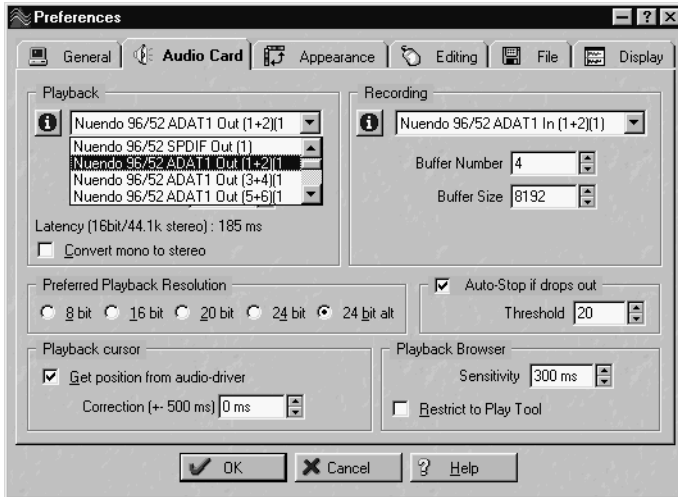 Preferences
General
Audio Card
Appearance
Editing
File
Display
Playback
Nuendo 96/52 ADAT1 Out (1+2)(1
Nuendo 96/52 SPDIF Out (1)
Nuendo 96/52 ADAT1 Out (1+2)(1
Nuendo 96/52 ADAT1 Out (3+4)(1
Nuendo 96/52 ADAT1 Out (5+6)(1
Latency (16bit/44.1k stereo) : 185 ms
Convert mono to stereo
Recording
Nuendo 96/52 ADAT1 In (1+2)(1)
Buffer Number 4
Buffer Size 8192
Preferred Playback Resolution
8 bit 16 bit 20 bit 24 bit 24 bit alt
Auto-Stop if drops out
Threshold 20
Playback cursor
Get position from audio-driver
Correction (+- 500 ms) 0 ms
Playback Browser
Sensitivity 300 ms
Restrict to Play Tool
OK
Cancel
Help